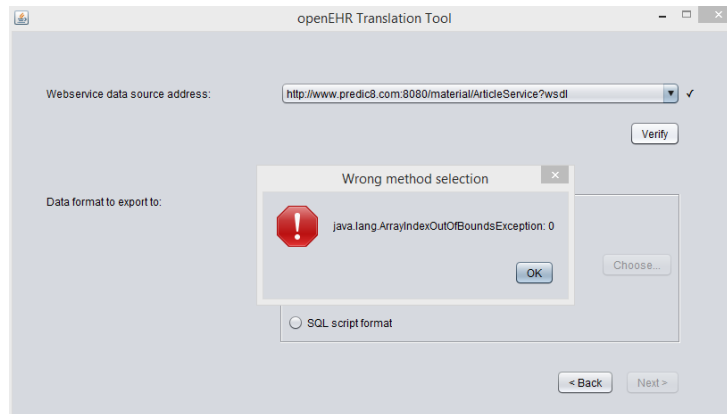 openEHR Translation Tool
Webservice data source address:
http://www.predic8.com:8080/material/ArticleService?wsdl
Verify
Wrong method selection
Data format to export to:
java.lang.ArrayIndexOutOfBoundsException: 0
Choose...
OK
SQL script format
< Back
Next >